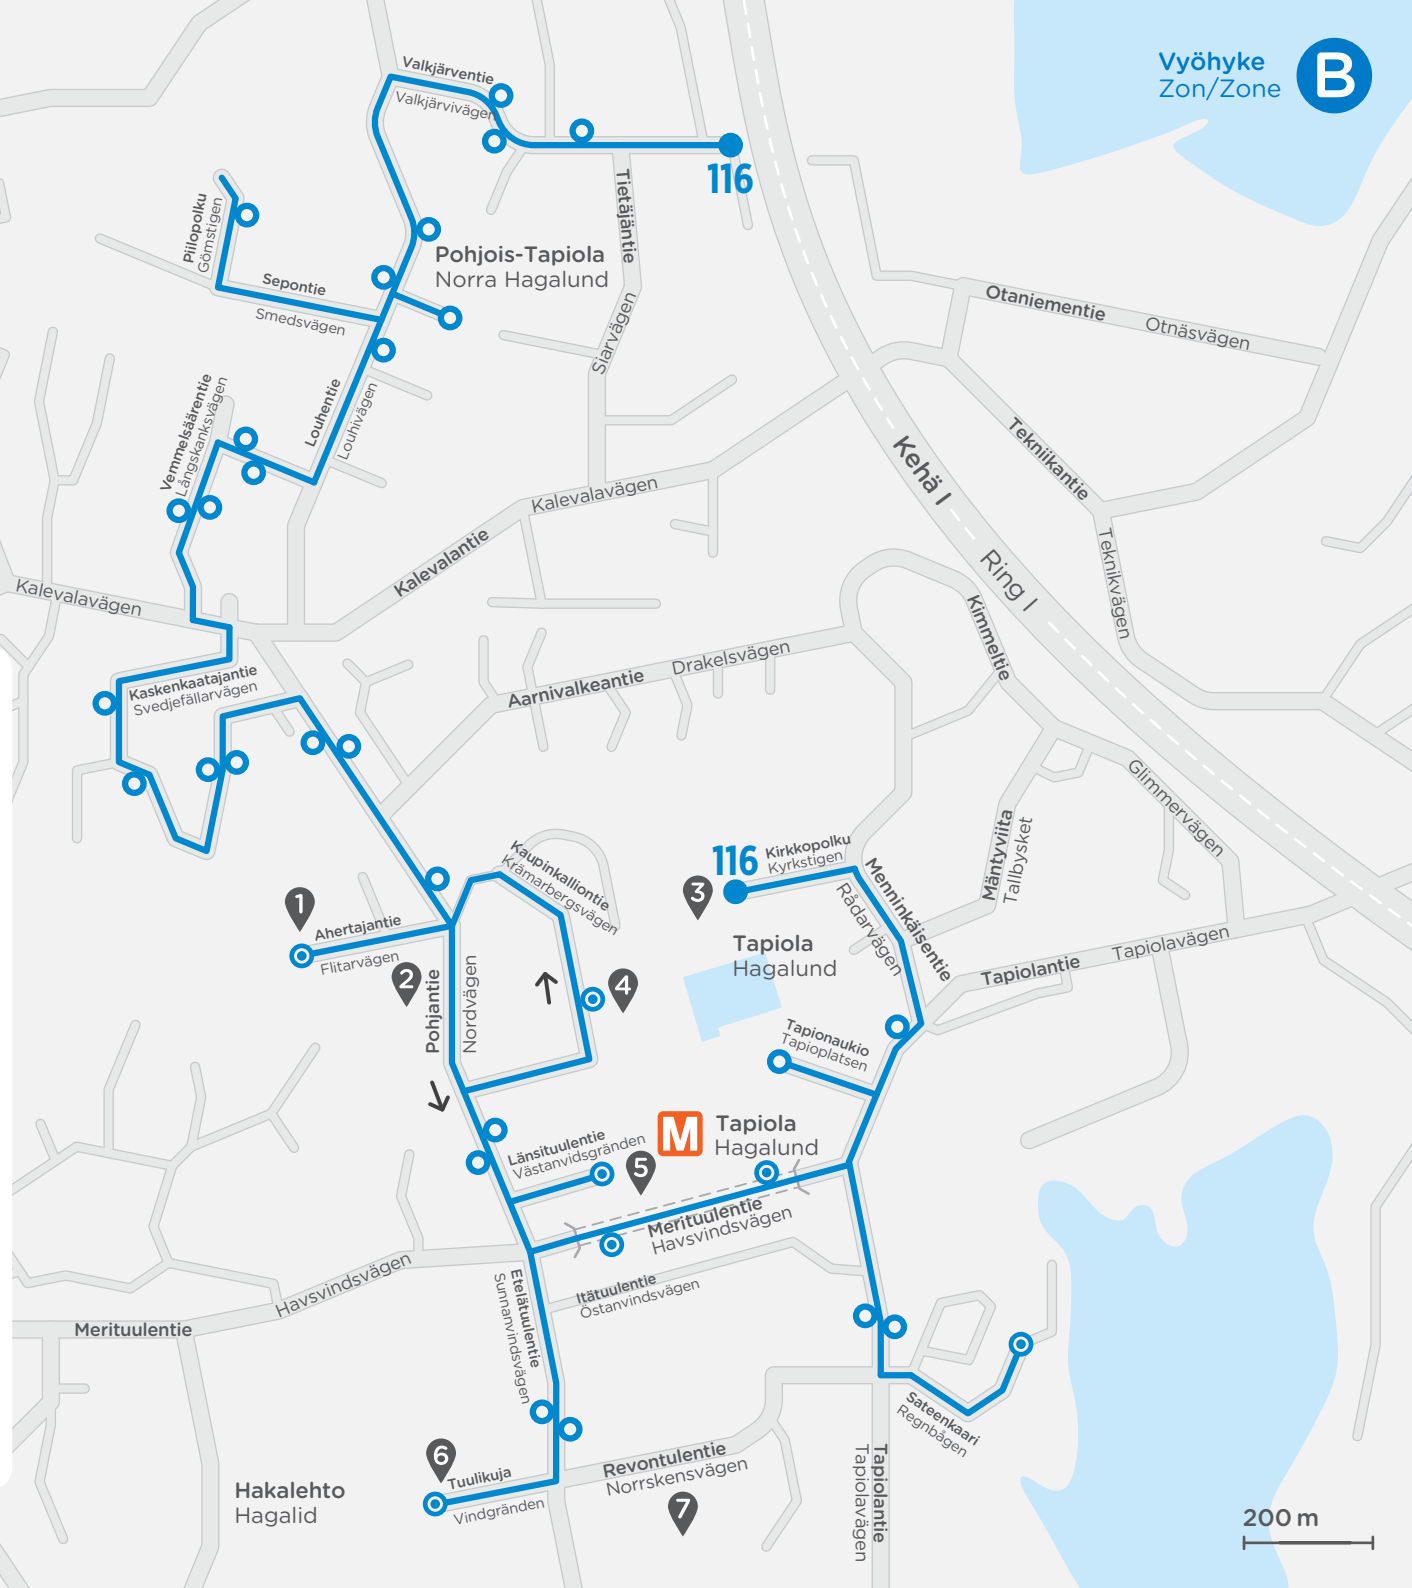 Vyöhyke
Zon/Zone
B
Valkjärventie
Valkjärvivägen
116
Tietäjäntie
Siarvägen
Piilopolku
Gömstigen
Pohjois-Tapiola
Norra Hagalund
Sepontie
Smedsvägen
Otaniementie
Otnäsvägen
Louhentie
Louhivägen
Vemmelsäärentie
Långskanksvägen
Tekniikantie
Teknikvägen
Kehä I
Ring I
Kalevalavägen
Kalevalantie
Kalevalavägen
Kimmeltie
Kaskenkaatajantie
Svedjefällarvägen
Aarnivalkeantie
Drakelsvägen
Glimmervägen
Mäntyviita
Tallbysket
Kaupinkalliontie
Krämarbergsvägen
116
Kirkkopolku
Kyrkstigen
Menninkäisentie
Rådarvägen
1
3
Ahertajantie
Flitarvägen
2
Pohjantie
Nordvägen
4
Tapiola
Hagalund
Tapiolantie
Tapiolavägen
Tapionaukio
Tapioplatsen
M
Tapiola
Hagalund
Länsituulentie
Västanvidsgränden
5
Merituulentie
Havsvindsvägen
Havsvindsvägen
Merituulentie
Etelätuulentie
Sunnanvindsvägen
Itätuulentie
Östanvindsvägen
Sateenkaari
Regnbågen
6
Tuulikuja
Vindgränden
Revontulentie
Norrskensvägen
7
Tapiolantie
Tapiolavägen
Hakalehto
Hagalid
200 m